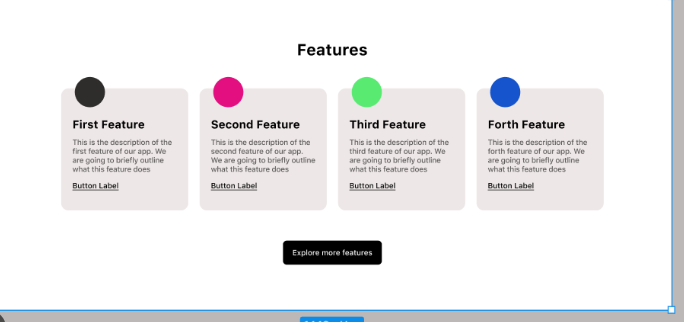 Features
First Feature
This is the description of the
first feature of our app. We
are going to briefly outline
what this feature does
Button Label
Second Feature
This is the description of the
second feature of our app.
We are going to briefly outline
what this feature does
Button Label
Third Feature
This is the description of the
third feature of our app. We
are going to briefly outline
what this feature does
Button Label
Forth Feature
This is the description of the
forth feature of our app. We
are going to briefly outline
what this feature does
Button Label
Explore more features